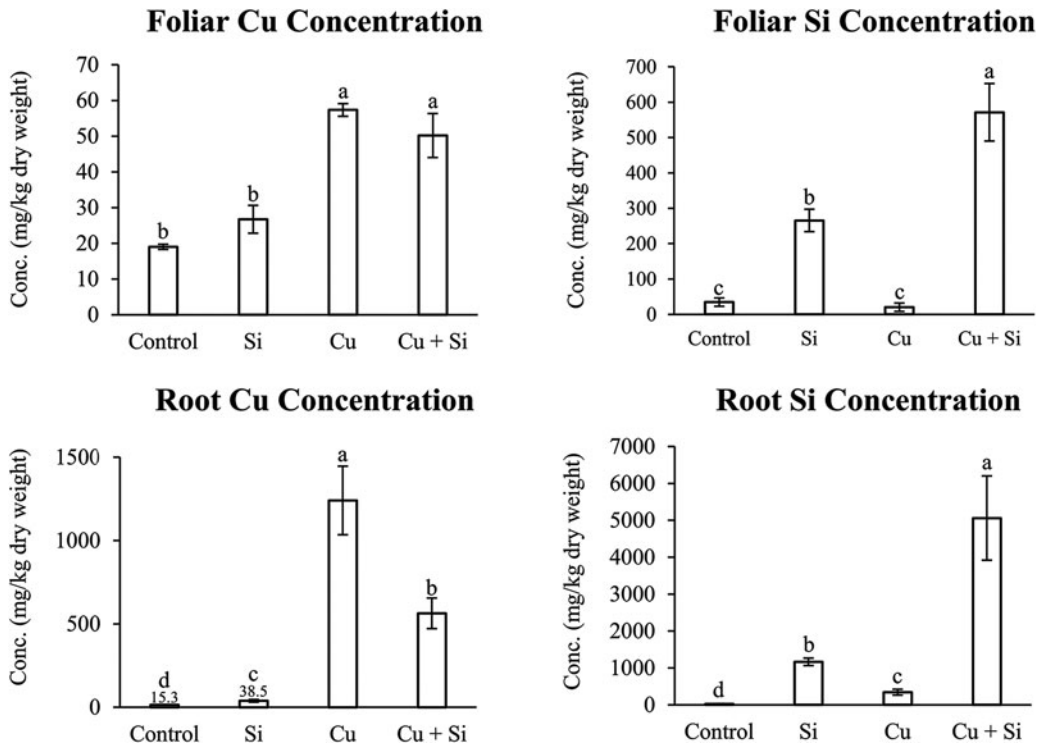 Foliar Cu Concentration
Conc. (mg/kg dry weight)
70
60
50
40
30
20
10
0
b
b
a
a
Control
Si
Cu
Cu + Si
Foliar Si Concentration
Conc. (mg/kg dry weight)
700
600
500
400
300
200
100
0
c
b
c
a
Control
Si
Cu
Cu + Si
Root Cu Concentration
Conc. (mg/kg dry weight)
1500
1000
500
0
d
15.3
c
38.5
a
b
Control
Si
Cu
Cu + Si
Root Si Concentration
Conc. (mg/kg dry weight)
7000
6000
5000
4000
3000
2000
1000
0
d
b
c
a
Control
Si
Cu
Cu + Si